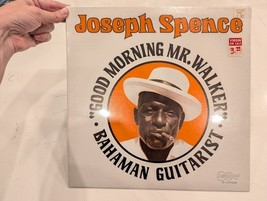 Joseph Spence
"GOOD MORNING MR. WALKER"
• BAHAMAN GUITARIST •